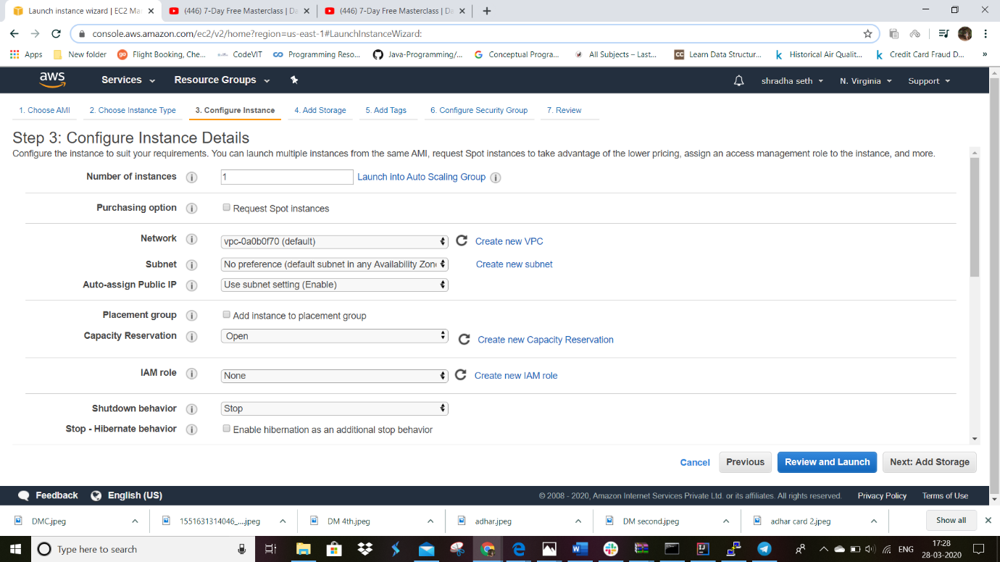 Launch instance wizard | EC2 Ma
(446) 7-Day Free Masterclass | Da
(446) 7-Day Free Masterclass | Da
console.aws.amazon.com/ec2/v2/home?region=us-east-1#LaunchInstanceWizard:
Apps
New folder
Flight Booking, Che...
CodeVIT
Programming Reso...
Java-Programming/...
Conceptual Progra...
All Subjects – Last...
Learn Data Structur...
Historical Air Qualit...
Credit Card Fraud D...
»
aws
Services
Resource Groups
shradha seth
N. Virginia
Support
1. Choose AMI
2. Choose Instance Type
3. Configure Instance
4. Add Storage
5. Add Tags
6. Configure Security Group
7. Review
Step 3: Configure Instance Details
Configure the instance to suit your requirements. You can launch multiple instances from the same AMI, request Spot instances to take advantage of the lower pricing, assign an access management role to the instance, and more.
Number of instances
1
Launch into Auto Scaling Group
Purchasing option
Request Spot instances
Network
vpc-0a0b0f70 (default)
Create new VPC
Subnet
No preference (default subnet in any Availability Zon
Create new subnet
Auto-assign Public IP
Use subnet setting (Enable)
Placement group
Add instance to placement group
Capacity Reservation
Open
Create new Capacity Reservation
IAM role
None
Create new IAM role
Shutdown behavior
Stop
Stop - Hibernate behavior
Enable hibernation as an additional stop behavior
Cancel
Previous
Review and Launch
Next: Add Storage
Feedback
English (US)
© 2008 - 2020, Amazon Internet Services Private Ltd. or its affiliates. All rights reserved.
Privacy Policy
Terms of Use
DMC.jpeg
1551631314046_....jpeg
DM 4th.jpeg
adhar.jpeg
DM second.jpeg
adhar card 2.jpeg
Show all
Type here to search
ENG
17:28
28-03-2020